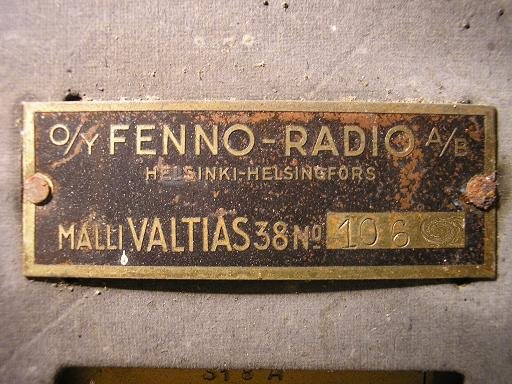 O/Y FENNO-RADIO A/B
HELSINKI-HELSINGFORS
MALLI VALTIAS 38 No 106